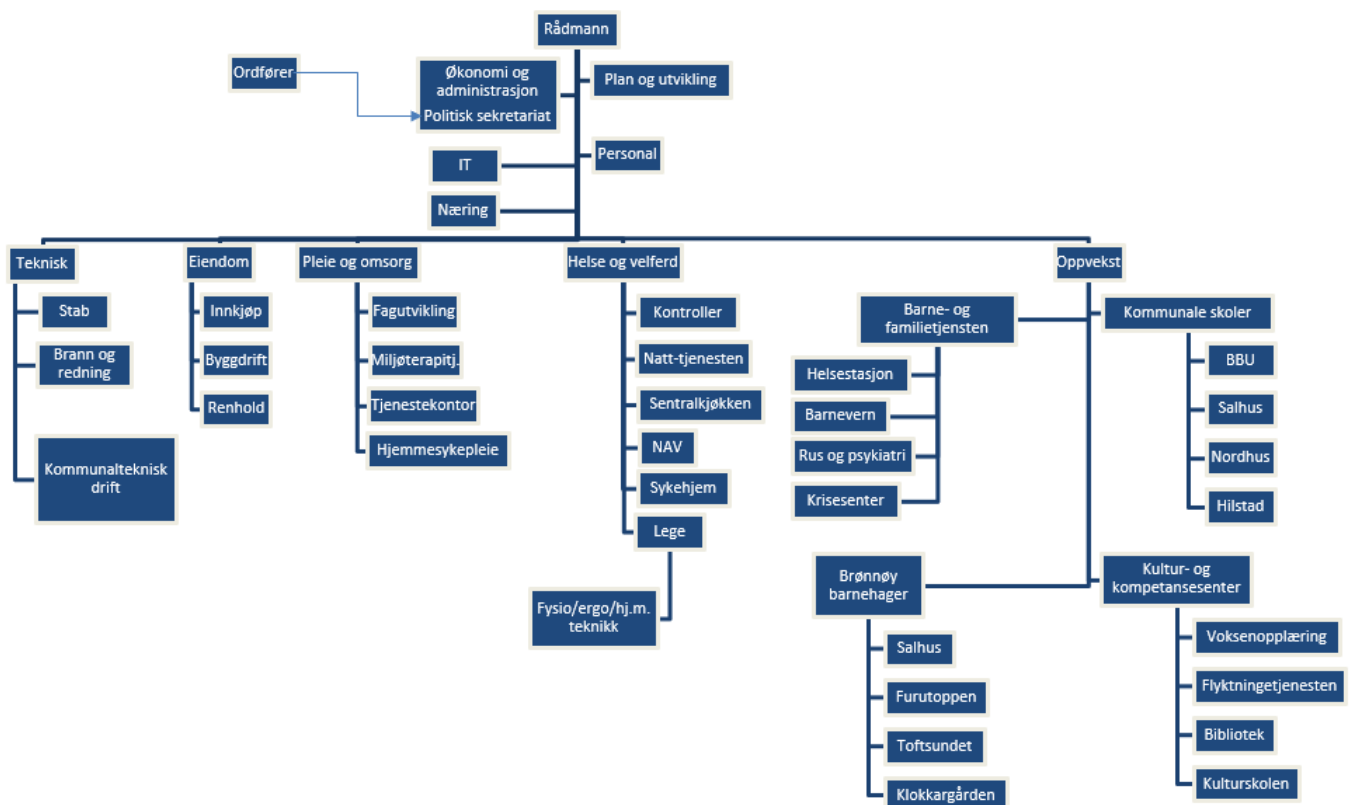 Rådmann
Ordfører
Økonomi og
administrasjon
Politisk sekretariat
Plan og utvikling
IT
Personal
Næring
Teknisk
Stab
Brann og
redning
Kommunalteknisk
drift
Eiendom
Innkjøp
Byggdrift
Renhold
Pleie og omsorg
Fagutvikling
Miljøterapitj.
Tjenestekontor
Hjemmesykepleie
Helse og velferd
Kontroller
Natt-tjenesten
Sentralkjøkken
NAV
Sykehjem
Lege
Fysio/ergo/hj.m.
teknikk
Oppvekst
Barne- og
familietjensten
Helsestasjon
Barnevern
Rus og psykiatri
Krisesenter
Kommunale skoler
BBU
Salhus
Nordhus
Hilstad
Brønnøy
barnehager
Salhus
Furutoppen
Toftsundet
Klokkargården
Kultur- og
kompetansesenter
Voksenopplæring
Flyktningetjenesten
Bibliotek
Kulturskolen